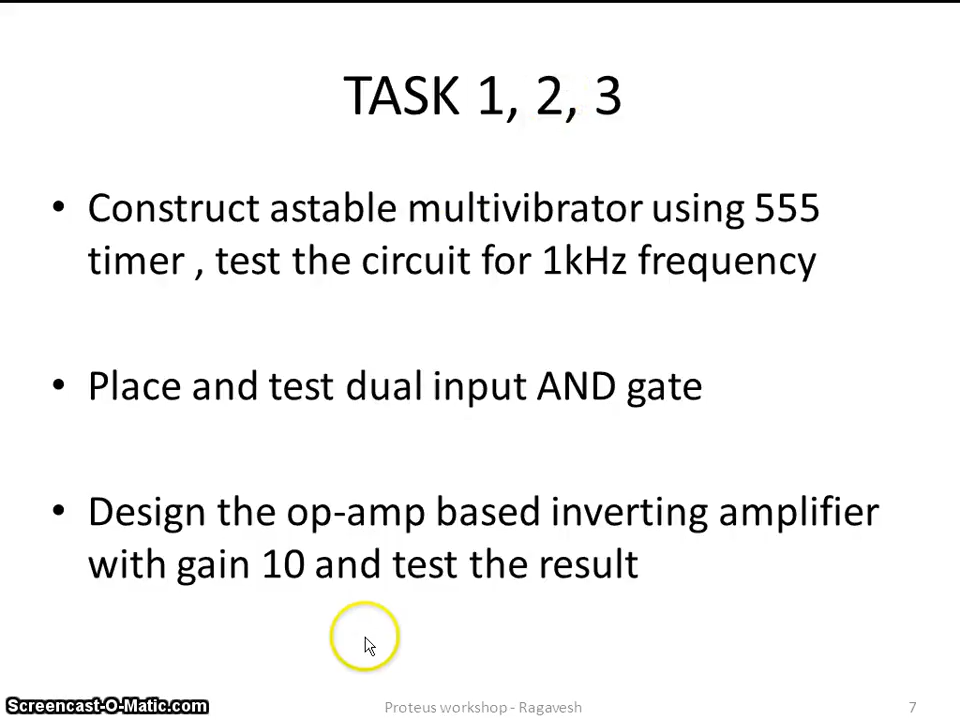 TASK 1, 2, 3
• Construct astable multivibrator using 555
timer , test the circuit for 1kHz frequency
• Place and test dual input AND gate
• Design the op-amp based inverting amplifier
with gain 10 and test the result
Screencast-O-Matic.com
Proteus workshop - Ragavesh
7